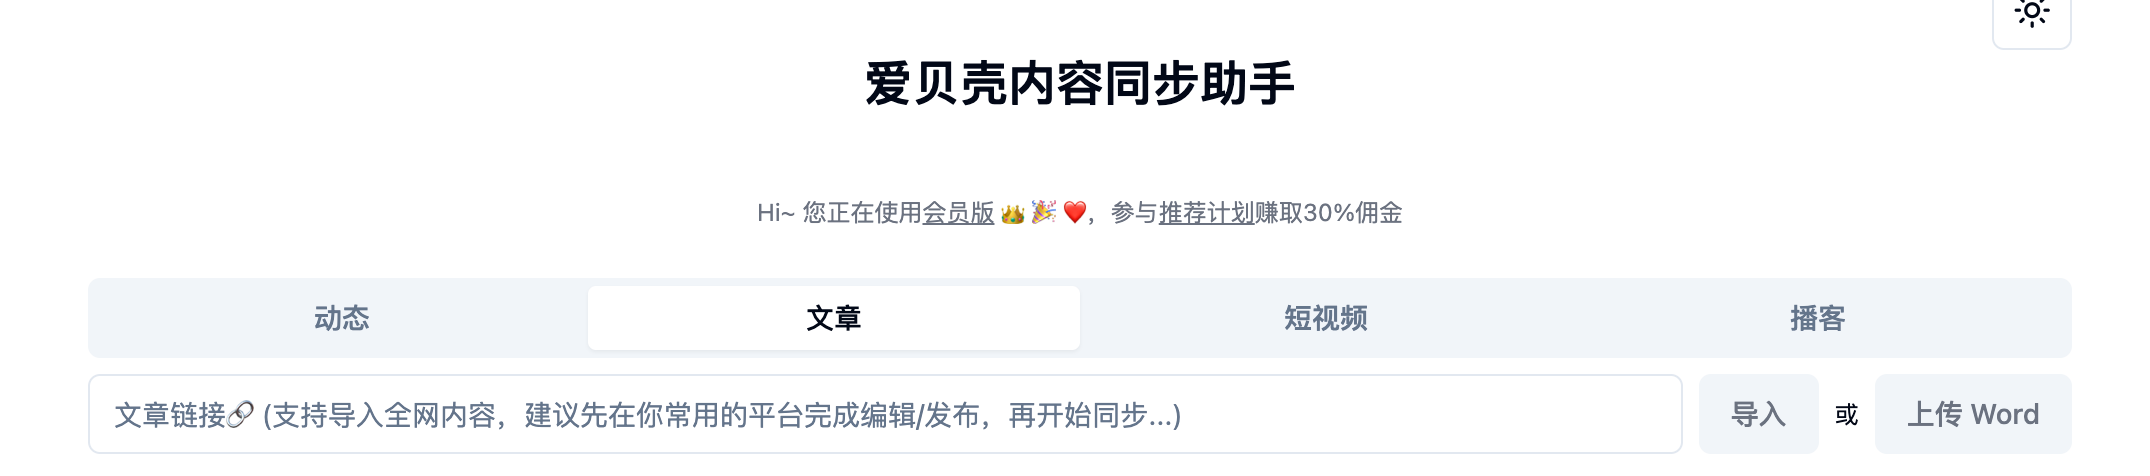 爱贝壳内容同步助手
Hi~ 您正在使用会员版 👑 🎉 ❤️，参与推荐计划赚取30%佣金
动态 文章 短视频 播客
文章链接🔗 (支持导入全网内容，建议先在你常用的平台完成编辑/发布，再开始同步...) 导入 或 上传 Word